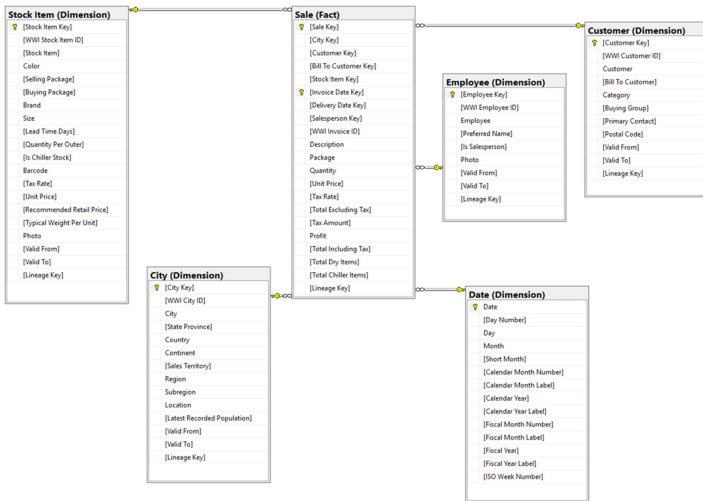 Stock Item (Dimension)
[Stock Item Key]
[WWI Stock Item ID]
[Stock Item]
Color
[Selling Package]
[Buying Package]
Brand
Size
[Lead Time Days]
[Quantity Per Outer]
[Is Chiller Stock]
Barcode
[Tax Rate]
[Unit Price]
[Recommended Retail Price]
[Typical Weight Per Unit]
Photo
[Valid From]
[Valid To]
[Lineage Key]
Sale (Fact)
[Sale Key]
[City Key]
[Customer Key]
[Bill To Customer Key]
[Stock Item Key]
[Invoice Date Key]
[Delivery Date Key]
[Salesperson Key]
[WWI Invoice ID]
Description
Package
Quantity
[Unit Price]
[Tax Rate]
[Total Excluding Tax]
[Tax Amount]
Profit
[Total Including Tax]
[Total Dry Items]
[Total Chiller Items]
[Lineage Key]
Customer (Dimension)
[Customer Key]
[WWI Customer ID]
Customer
[Bill To Customer]
Category
[Buying Group]
[Primary Contact]
[Postal Code]
[Valid From]
[Valid To]
[Lineage Key]
Employee (Dimension)
[Employee Key]
[WWI Employee ID]
Employee
[Preferred Name]
[Is Salesperson]
Photo
[Valid From]
[Valid To]
[Lineage Key]
City (Dimension)
[City Key]
[WWI City ID]
City
[State Province]
Country
Continent
[Sales Territory]
Region
Subregion
Location
[Latest Recorded Population]
[Valid From]
[Valid To]
[Lineage Key]
Date (Dimension)
Date
[Day Number]
Day
Month
[Short Month]
[Calendar Month Number]
[Calendar Month Label]
[Calendar Year]
[Calendar Year Label]
[Fiscal Month Number]
[Fiscal Month Label]
[Fiscal Year]
[Fiscal Year Label]
[ISO Week Number]